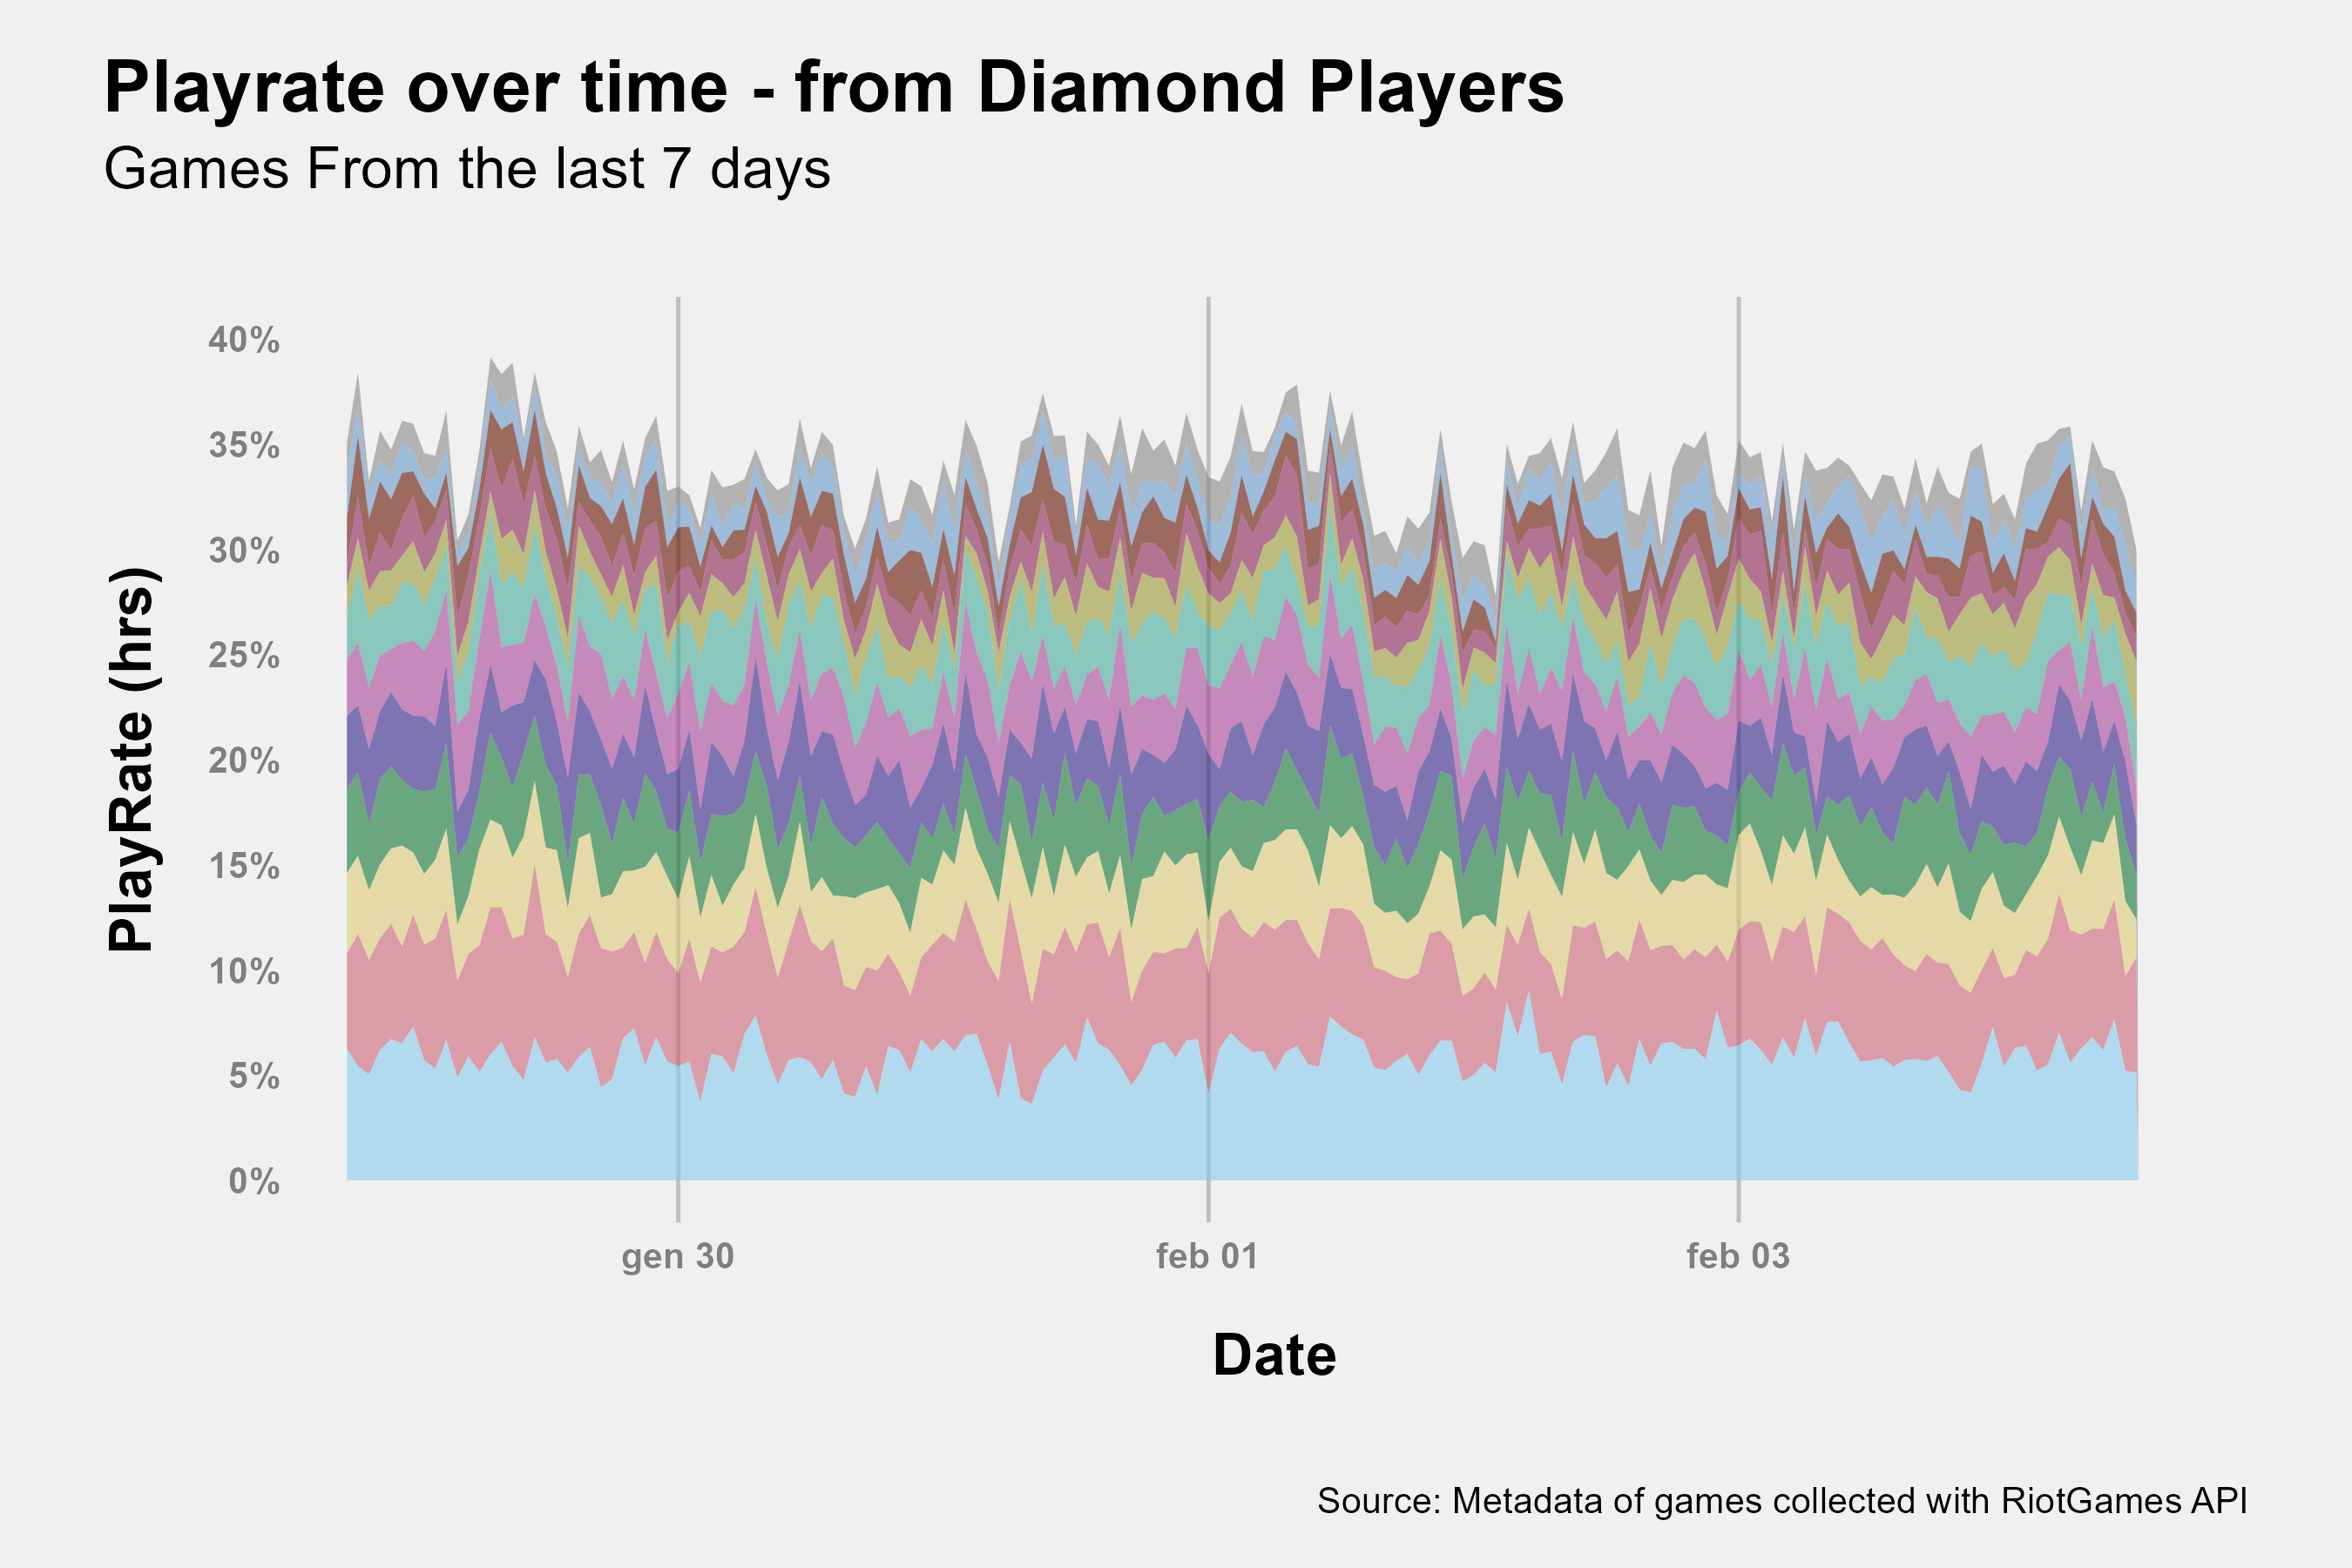 Playrate over time - from Diamond Players
Games From the last 7 days
PlayRate (hrs)
40%
35%
30%
25%
20%
15%
10%
5%
0%
gen 30
feb 01
feb 03
Date
Source: Metadata of games collected with RiotGames API